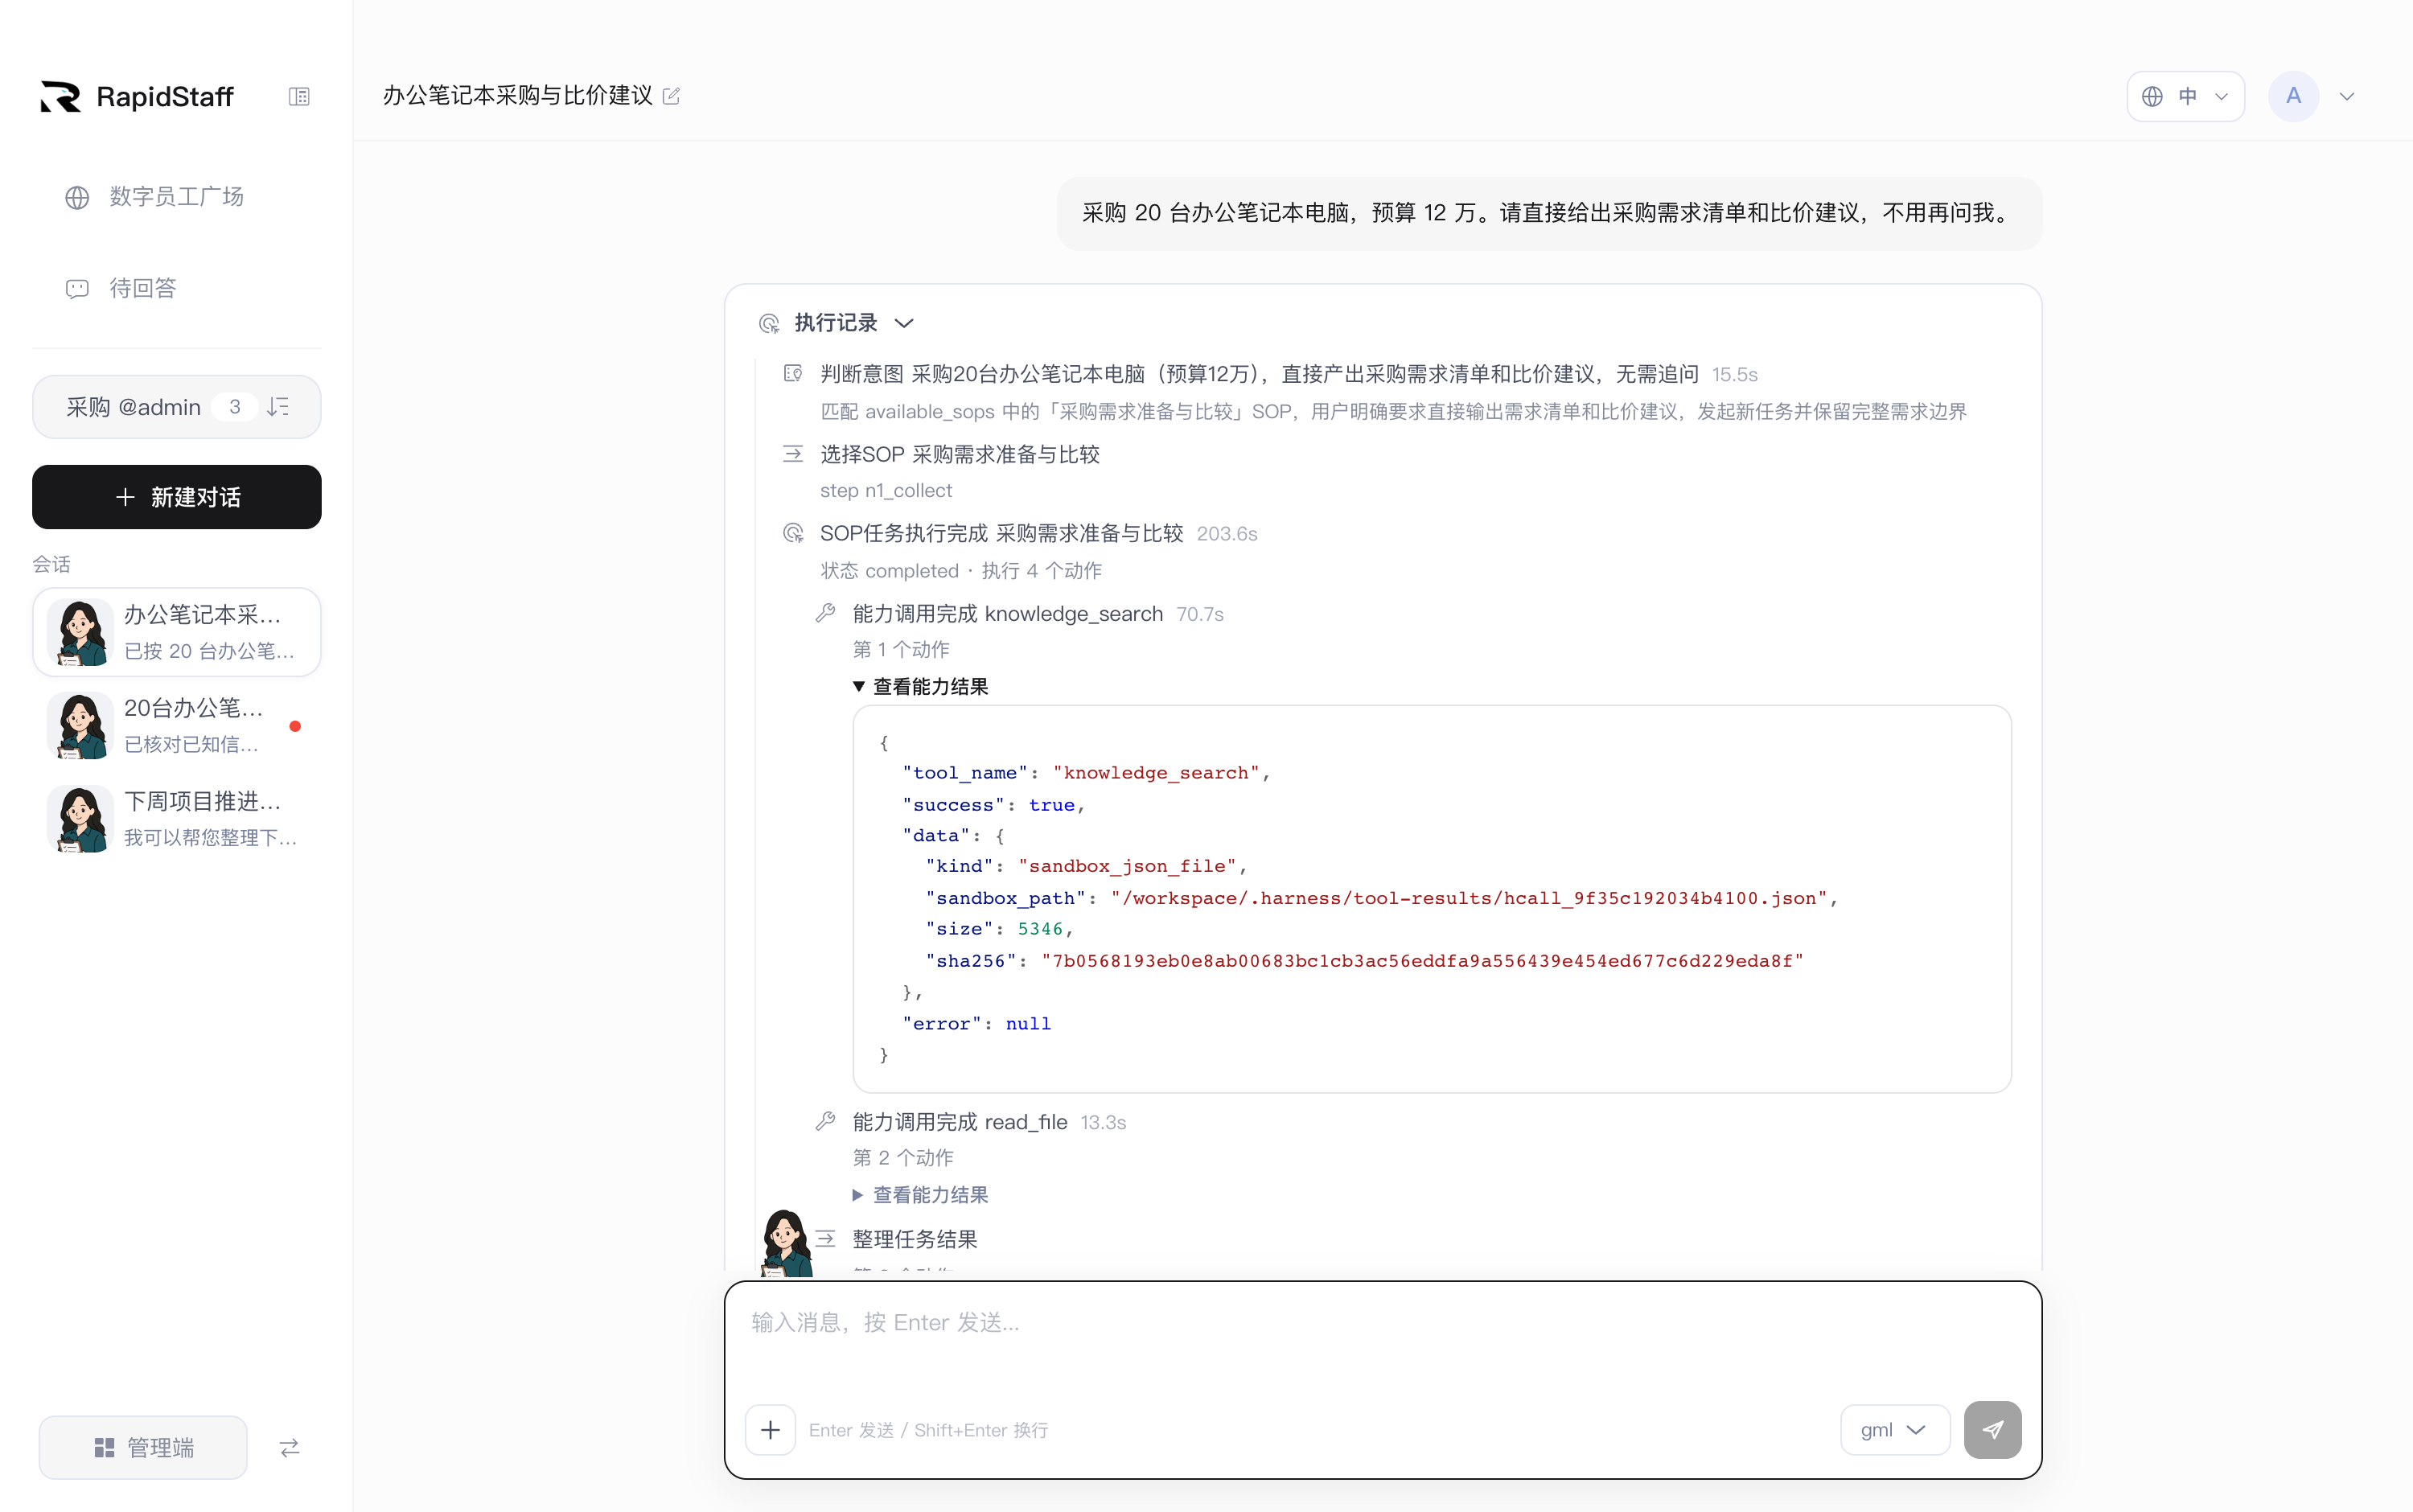 RapidStaff
数字员工广场
待回答
采购 @admin 3
新建对话
会话
办公笔记本采...
已按 20 台办公笔...
20台办公笔...
已核对已知信...
下周项目推进...
我可以帮您整理下...
管理端
办公笔记本采购与比价建议
中
A
采购 20 台办公笔记本电脑，预算 12 万。请直接给出采购需求清单和比价建议，不用再问我。
执行记录
判断意图 采购20台办公笔记本电脑（预算12万），直接产出采购需求清单和比价建议，无需追问 15.5s
匹配 available_sops 中的「采购需求准备与比较」SOP，用户明确要求直接输出需求清单和比价建议，发起新任务并保留完整需求边界
选择SOP 采购需求准备与比较
step n1_collect
SOP任务执行完成 采购需求准备与比较 203.6s
状态 completed · 执行 4 个动作
能力调用完成 knowledge_search 70.7s
第 1 个动作
查看能力结果
{
"tool_name": "knowledge_search",
"success": true,
"data": {
"kind": "sandbox_json_file",
"sandbox_path": "/workspace/.harness/tool-results/hcall_9f35c192034b4100.json",
"size": 5346,
"sha256": "7b0568193eb0e8ab00683bc1cb3ac56eddfa9a556439e454ed677c6d229eda8f"
},
"error": null
}
能力调用完成 read_file 13.3s
第 2 个动作
查看能力结果
整理任务结果
输入消息，按 Enter 发送...
Enter 发送 / Shift+Enter 换行
gml